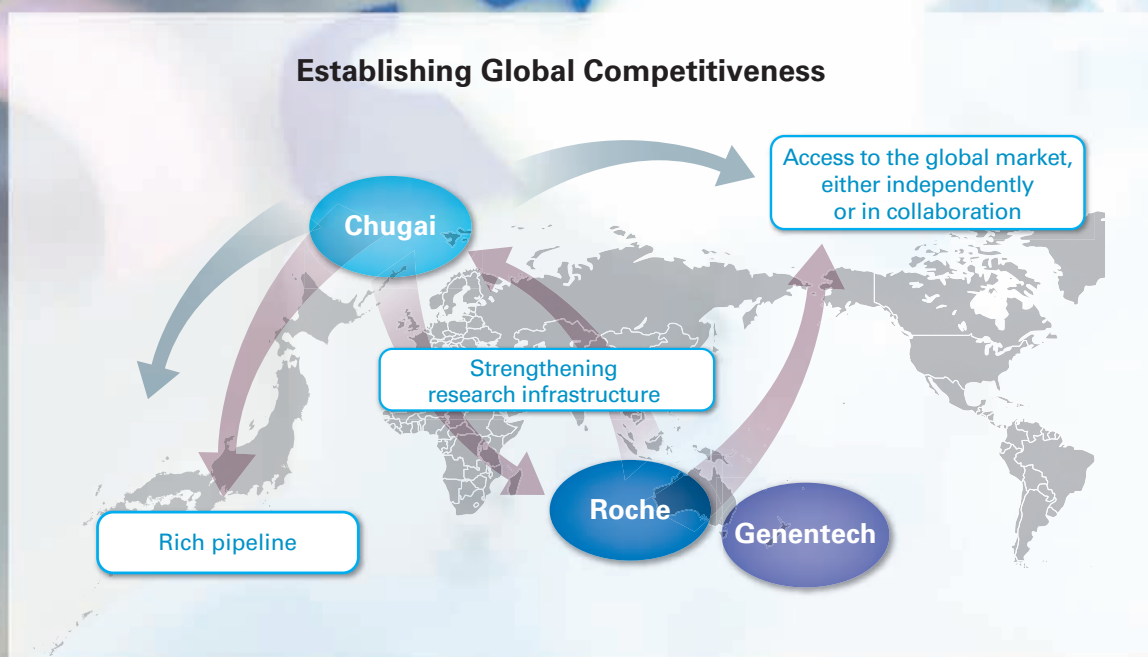 Establishing Global Competitiveness
Chugai
Access to the global market,
either independently
or in collaboration
Strengthening
research infrastructure
Roche
Genentech
Rich pipeline